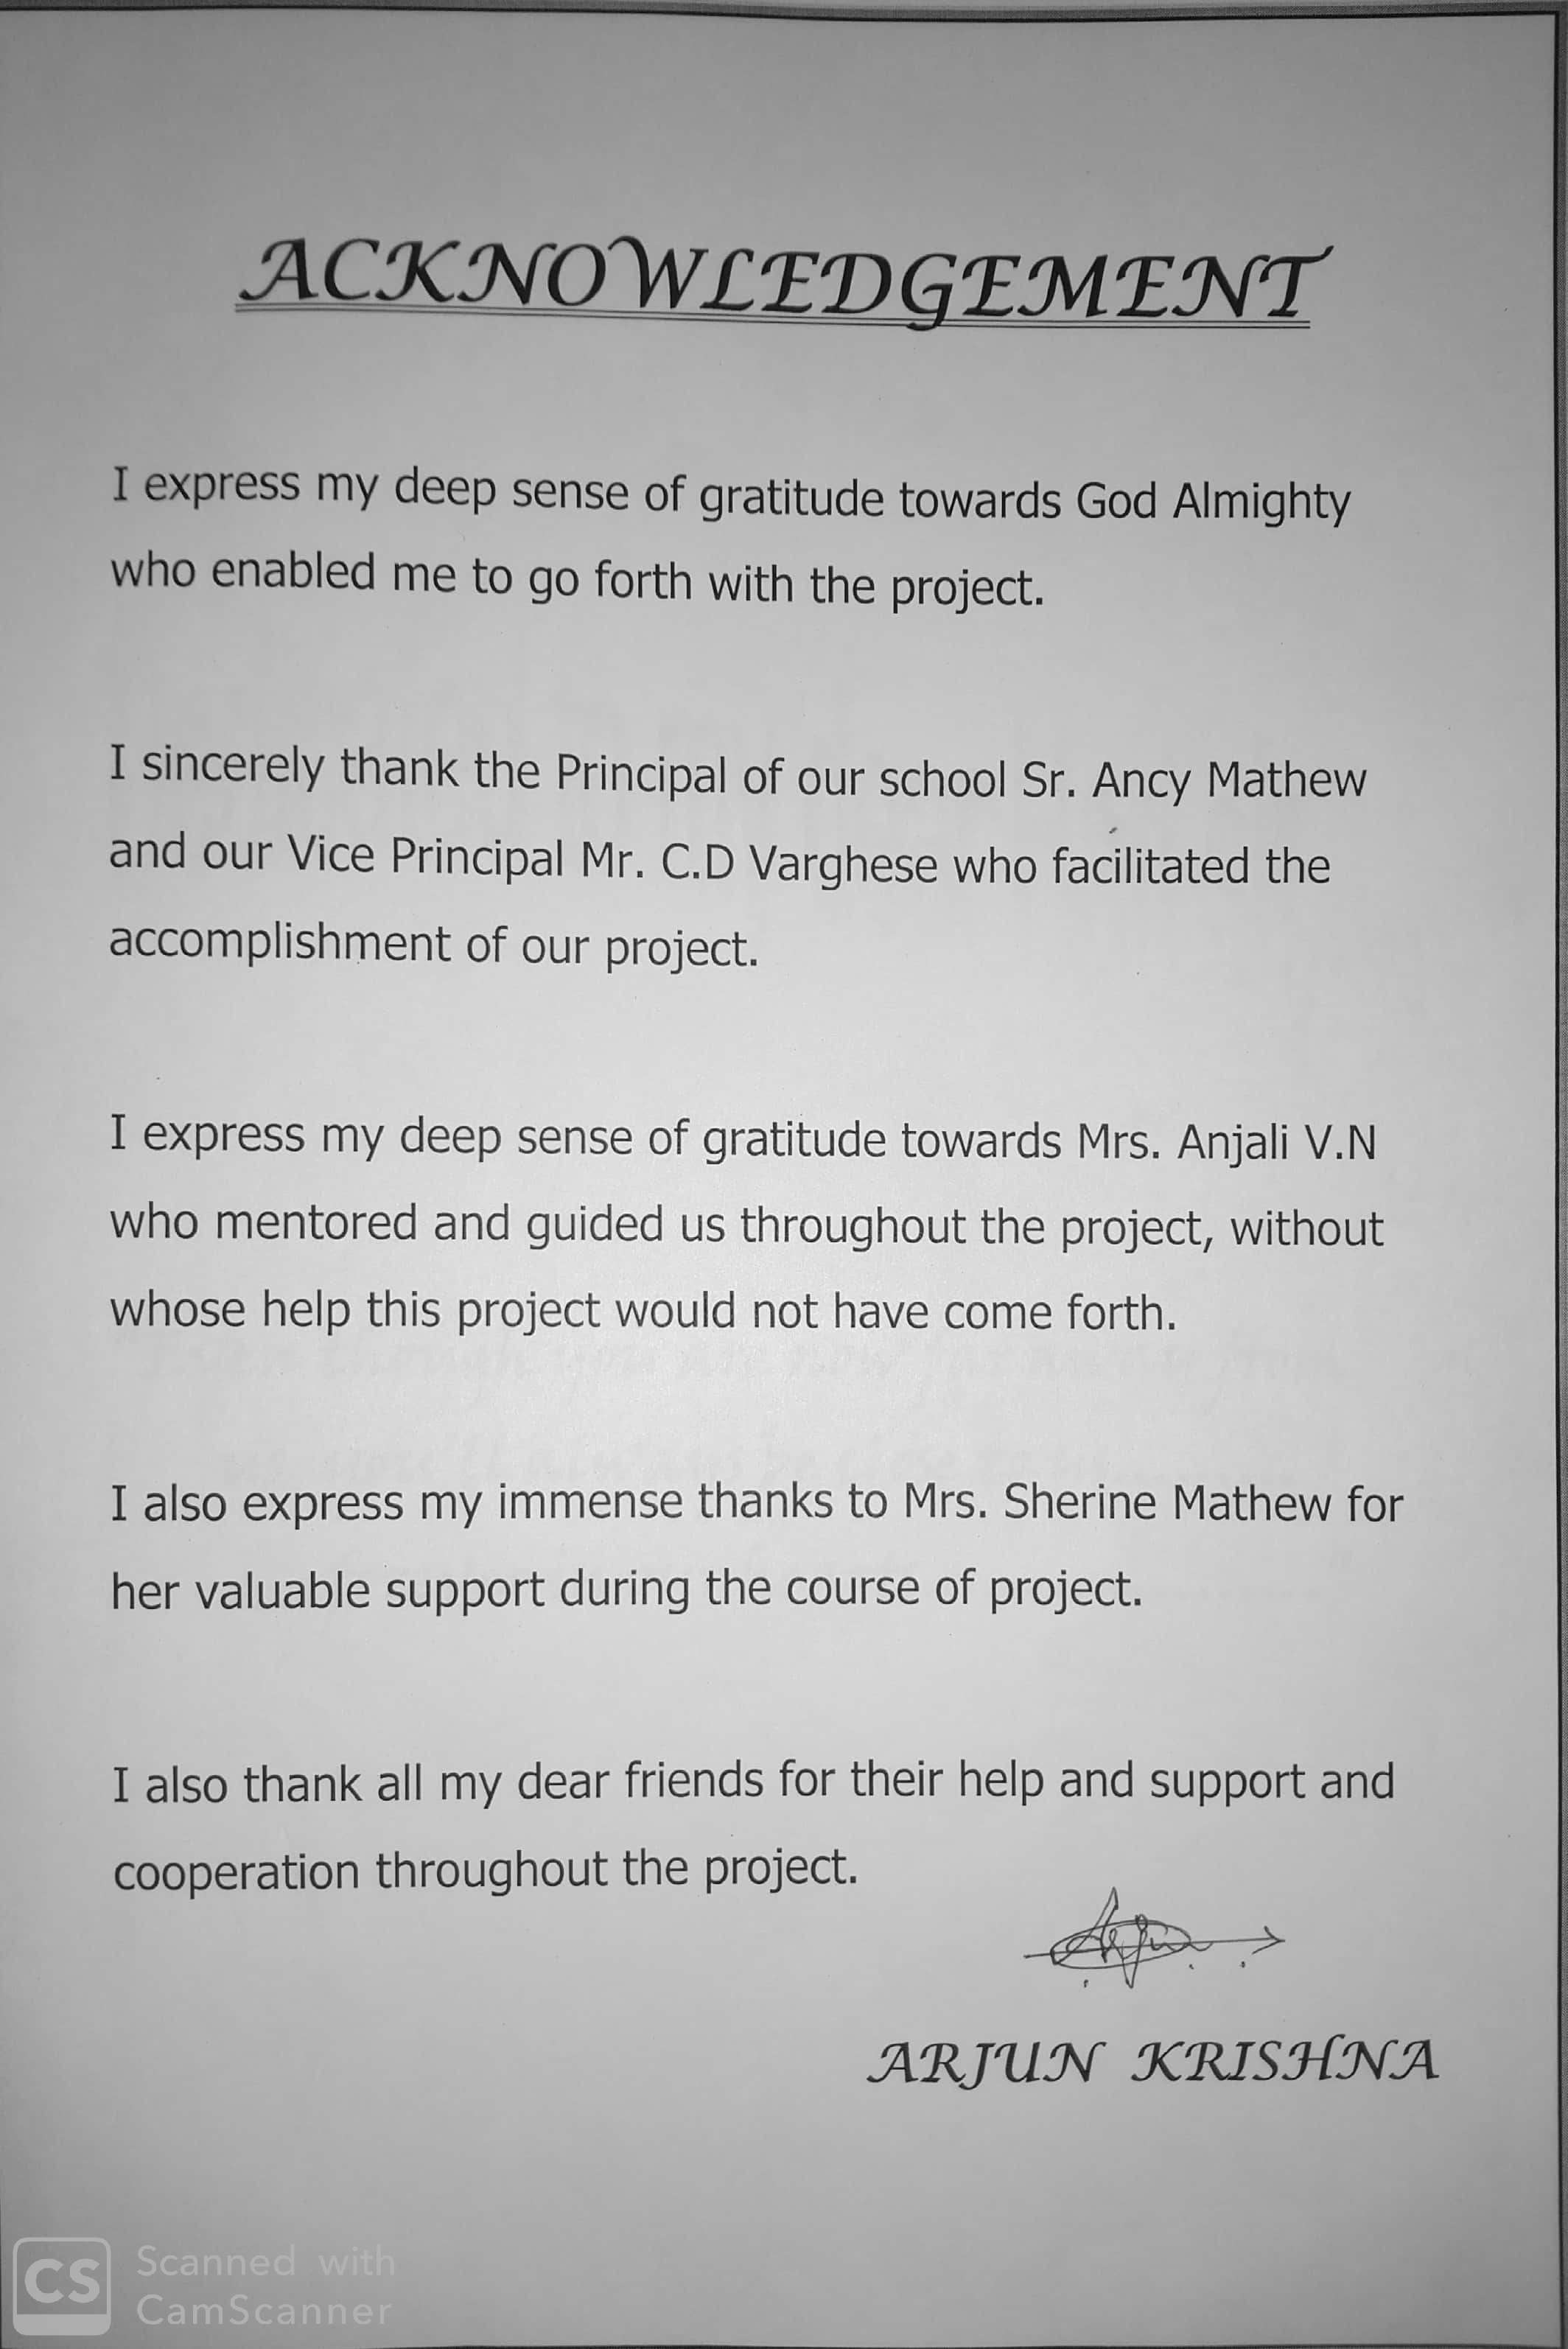 ACKNOWLEDGEMENT
I express my deep sense of gratitude towards God Almighty
who enabled me to go forth with the project.
I sincerely thank the Principal of our school Sr. Ancy Mathew
and our Vice Principal Mr. C.D Varghese who facilitated the
accomplishment of our project.
I express my deep sense of gratitude towards Mrs. Anjali V.N
who mentored and guided us throughout the project, without
whose help this project would not have come forth.
I also express my immense thanks to Mrs. Sherine Mathew for
her valuable support during the course of project.
I also thank all my dear friends for their help and support and
cooperation throughout the project.
ARJUN KRISHNA
CS Scanned with
CamScanner